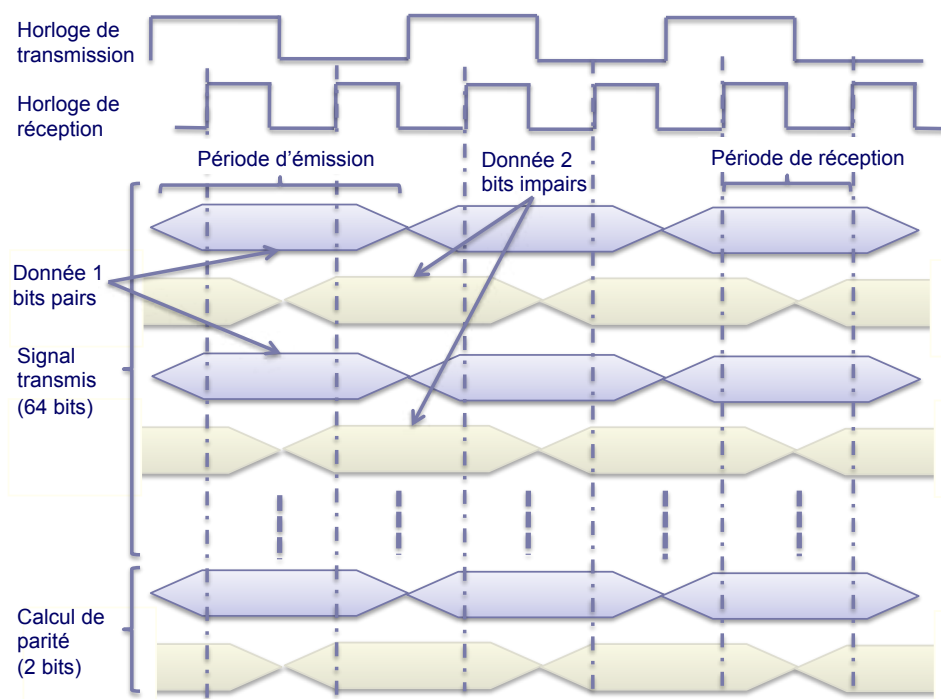 Horloge de
transmission
Horloge de
réception
Période d’émission
Donnée 2
bits impairs
Période de réception
Donnée 1
bits pairs
Signal
transmis
(64 bits)
Calcul de
parité
(2 bits)